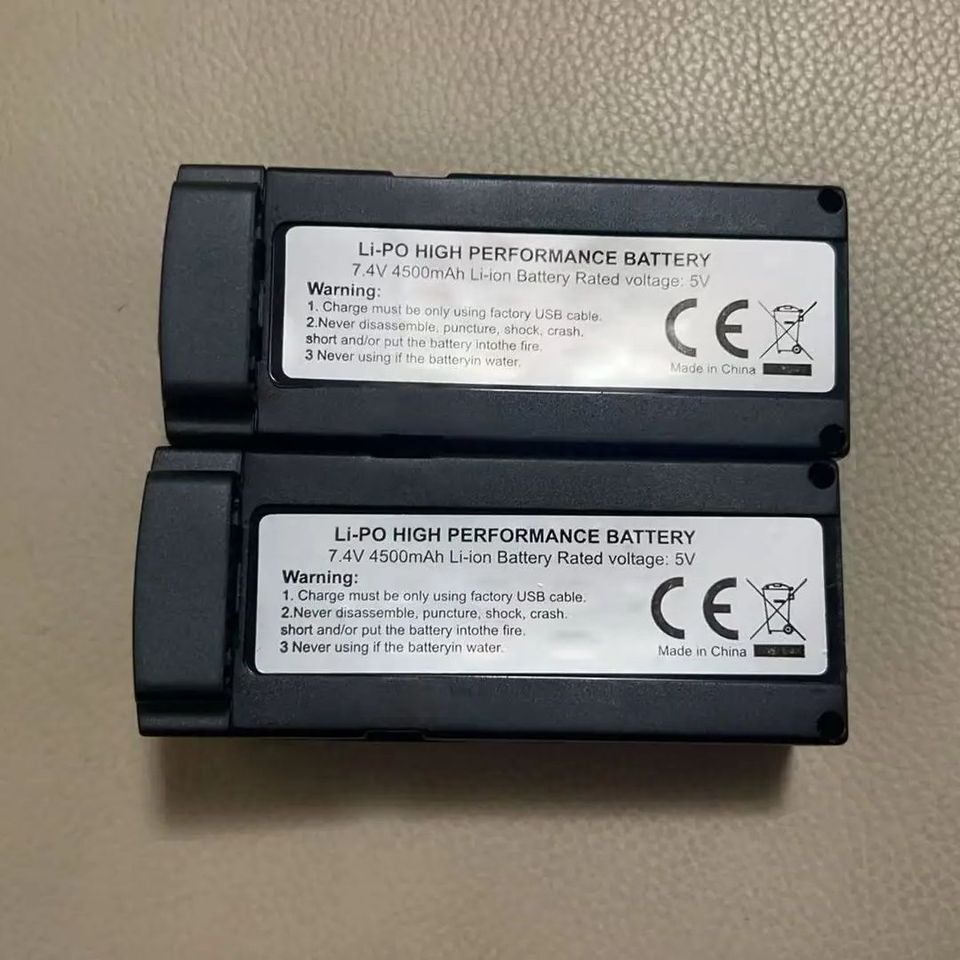 Li-PO HIGH PERFORMANCE BATTERY
7.4V 4500mAh Li-ion Battery Rated voltage: 5V
Warning:
1. Charge must be only using factory USB cable.
2.Never disassemble, puncture, shock, crash.
short and/or put the battery intothe fire.
3 Never using if the batteryin water.
CE
Made in China
Li-PO HIGH PERFORMANCE BATTERY
7.4V 4500mAh Li-ion Battery Rated voltage: 5V
Warning:
1. Charge must be only using factory USB cable.
2.Never disassemble, puncture, shock, crash.
short and/or put the battery intothe fire.
3 Never using if the batteryin water.
CE
Made in China